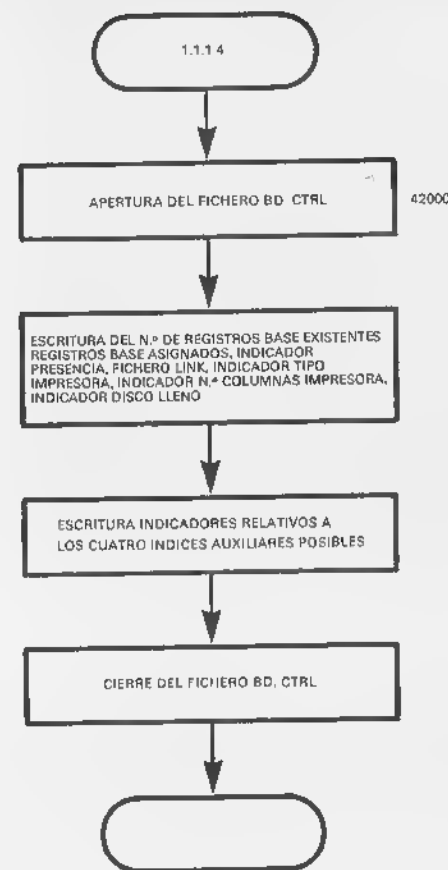 1.1.1 4
APERTURA DEL FICHERO BD CTRL
42000
ESCRITURA DEL N.º DE REGISTROS BASE EXISTENTES
REGISTROS BASE ASIGNADOS, INDICADOR
PRESENCIA, FICHERO LINK, INDICADOR TIPO
IMPRESORA, INDICADOR N.º COLUMNAS IMPRESORA,
INDICADOR DISCO LLENO
ESCRITURA INDICADORES RELATIVOS A
LOS CUATRO INDICES AUXILIARES POSIBLES
CIERRE DEL FICHERO BD. CTRL